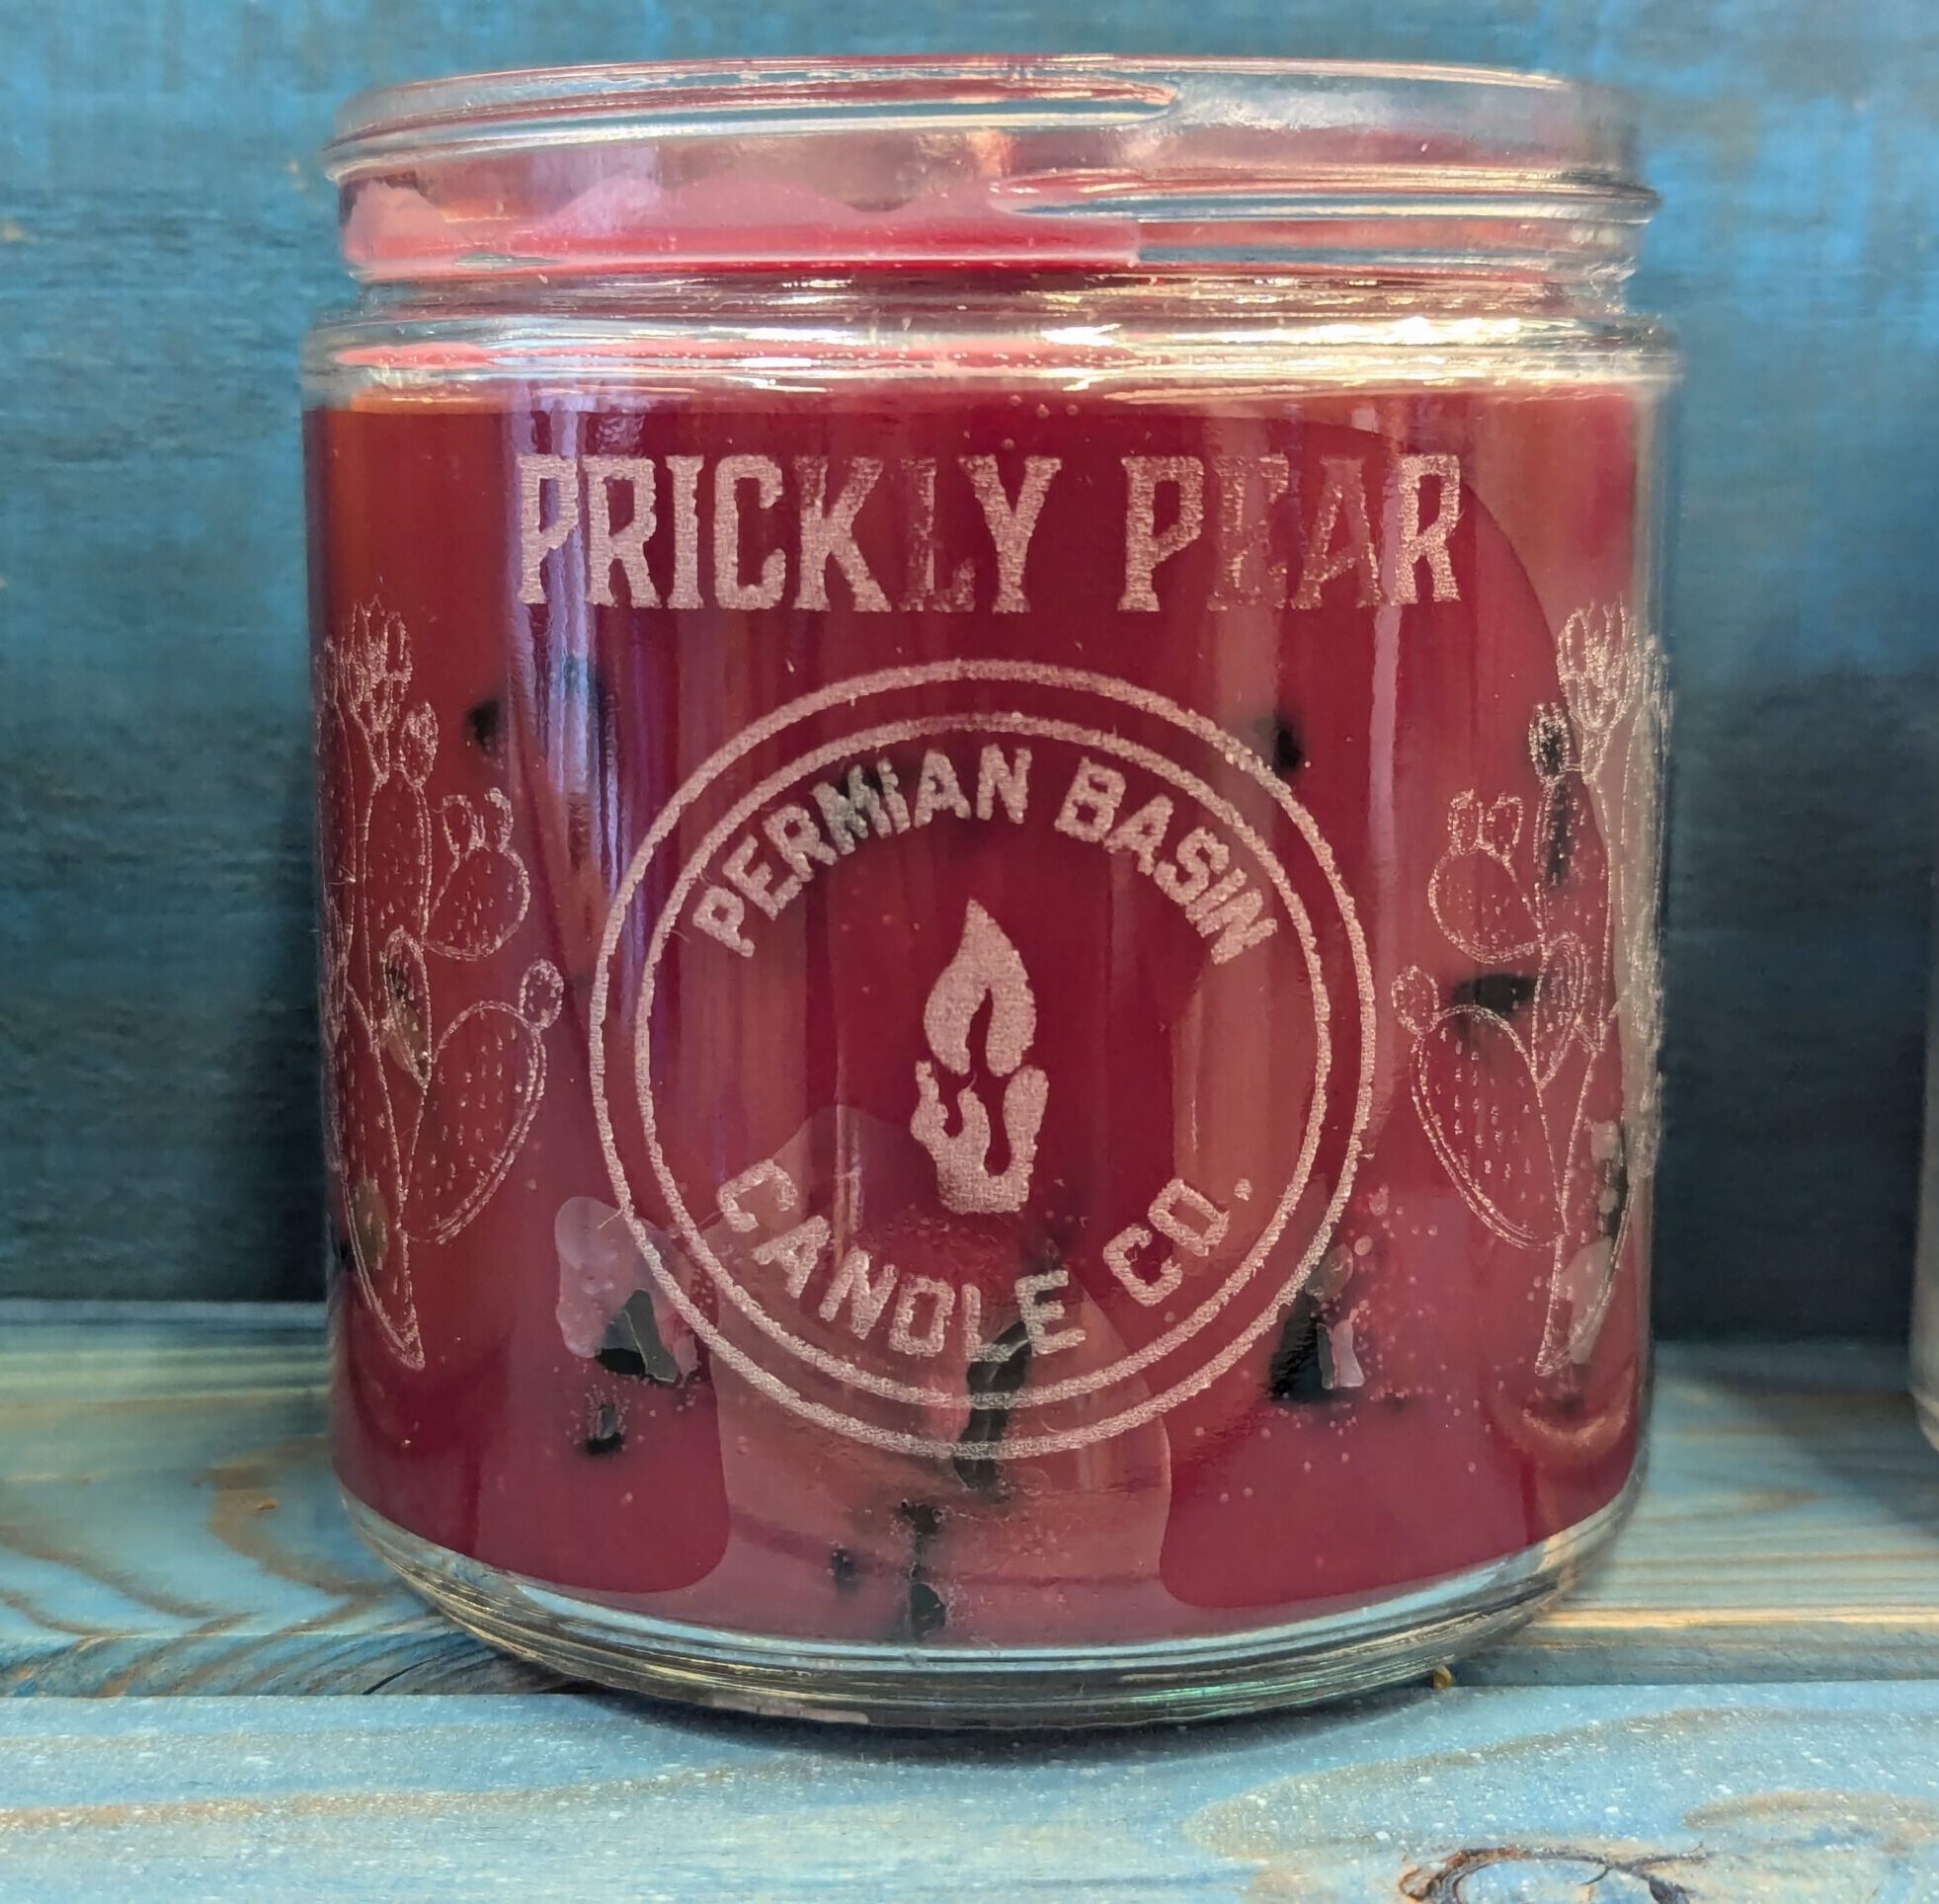 PRICKLY PEAR
PERMIAN BASIN
CANDLE CO.